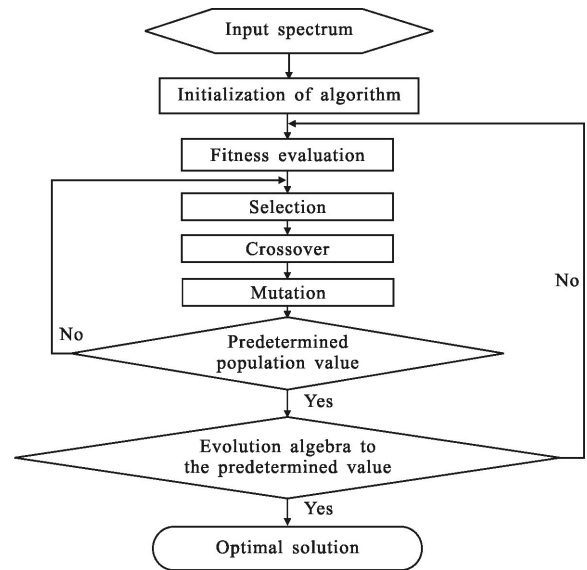 Input spectrum
Initialization of algorithm
Fitness evaluation
Selection
Crossover
Mutation
No
No
Predetermined
population value
Yes
Evolution algebra to
the predetermined value
Yes
Optimal solution